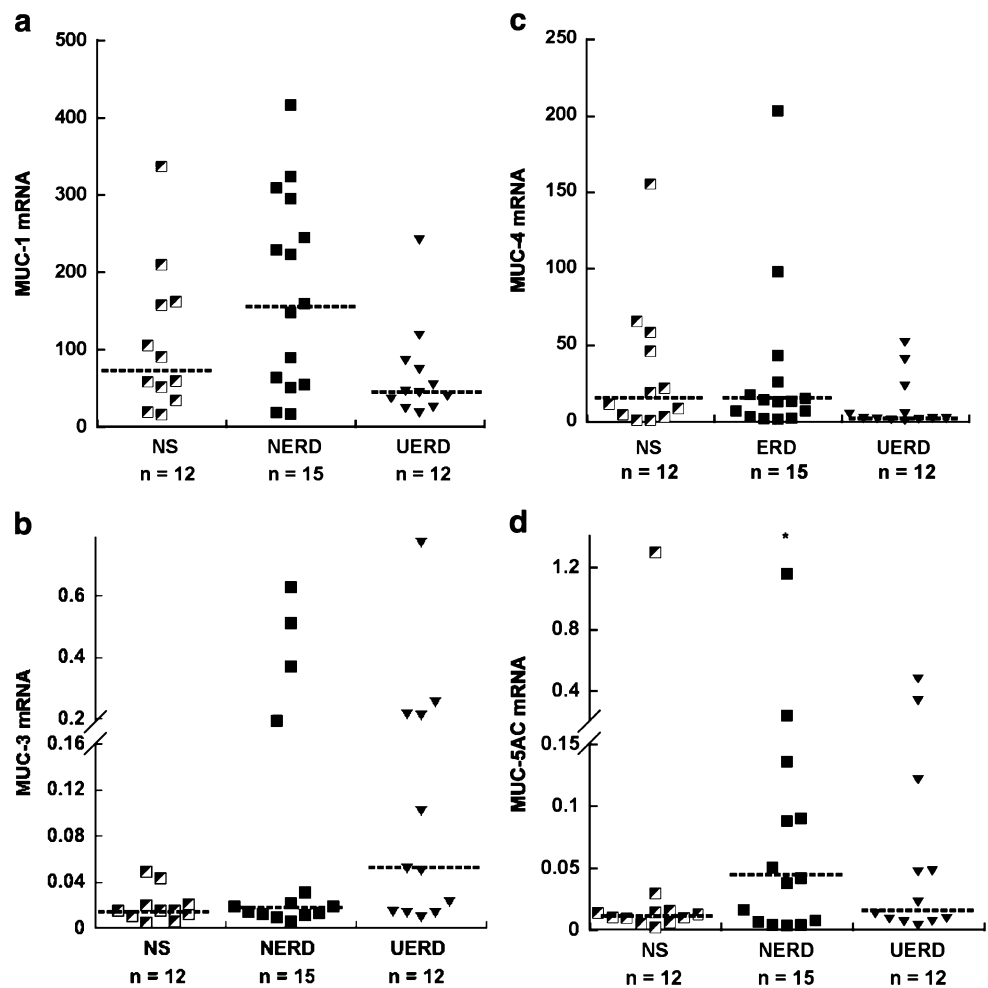 a
500
400
300
200
100
0
MUC-1 mRNA
NS NERD UERD
n = 12 n = 15 n = 12
c
250
200
150
100
50
0
MUC-4 mRNA
NS ERD UERD
n = 12 n = 15 n = 12
b
0.6
0.4
0.2
0.16
0.12
0.08
0.04
0
MUC-3 mRNA
NS NERD UERD
n = 12 n = 15 n = 12
d
*
1.2
0.8
0.4
0.15
0.1
0.05
0
MUC-5AC mRNA
NS NERD UERD
n = 12 n = 15 n = 12